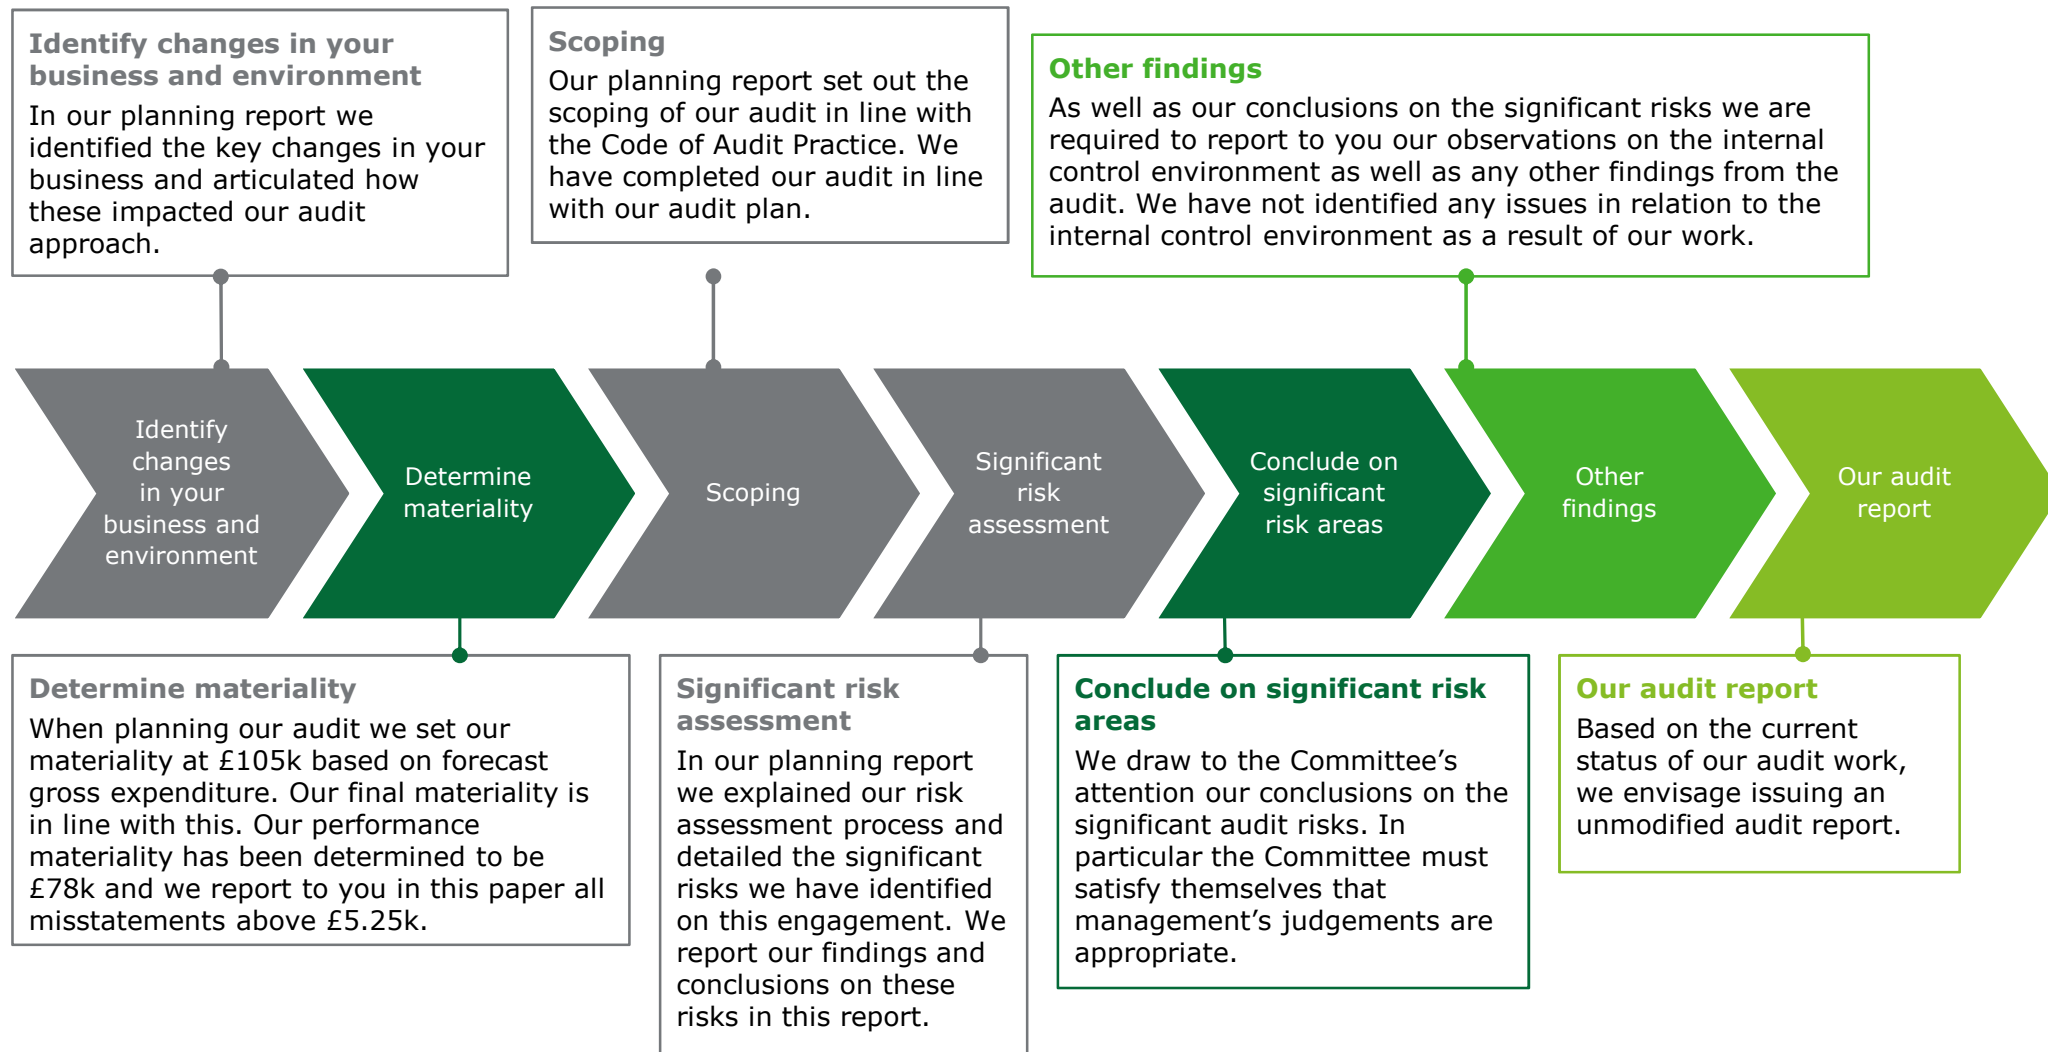 Identify changes in your
business and environment
In our planning report we
identified the key changes in your
business and articulated how
these impacted our audit
approach.
Scoping
Our planning report set out the
scoping of our audit in line with
the Code of Audit Practice. We
have completed our audit in line
with our audit plan.
Other findings
As well as our conclusions on the significant risks we are
required to report to you our observations on the internal
control environment as well as any other findings from the
audit. We have not identified any issues in relation to the
internal control environment as a result of our work.
Identify
changes
in your
business and
environment
Determine
materiality
Scoping
Significant
risk
assessment
Conclude on
significant
risk areas
Other
findings
Our audit
report
Determine materiality
When planning our audit we set our
materiality at £105k based on forecast
gross expenditure. Our final materiality is
in line with this. Our performance
materiality has been determined to be
£78k and we report to you in this paper all
misstatements above £5.25k.
Significant risk
assessment
In our planning report
we explained our risk
assessment process and
detailed the significant
risks we have identified
on this engagement. We
report our findings and
conclusions on these
risks in this report.
Conclude on significant risk
areas
We draw to the Committee’s
attention our conclusions on the
significant audit risks. In
particular the Committee must
satisfy themselves that
management’s judgements are
appropriate.
Our audit report
Based on the current
status of our audit work,
we envisage issuing an
unmodified audit report.